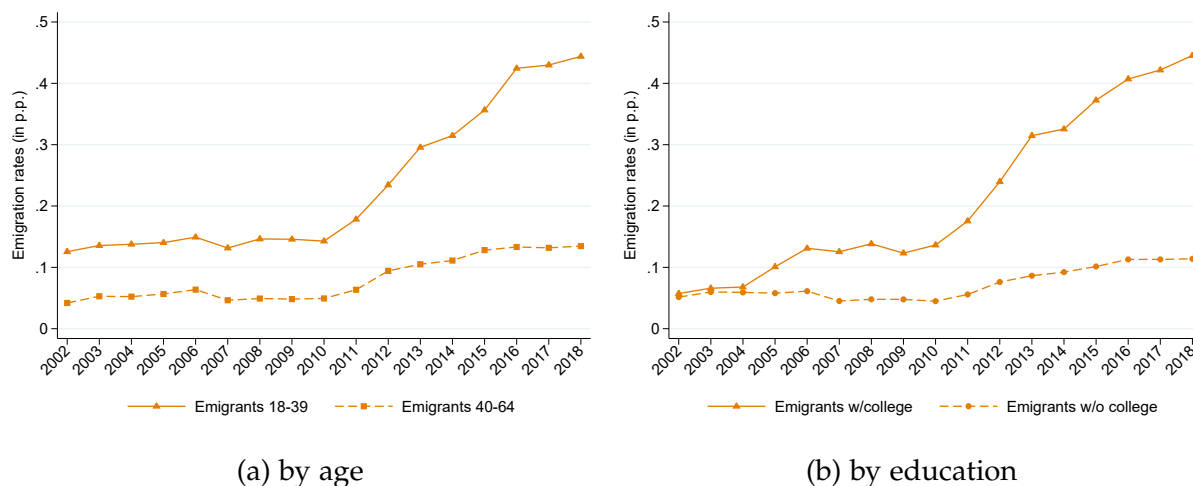 .5
.4
.3
.2
.1
0
Emigration rates (in p.p.)
2002 2003 2004 2005 2006 2007 2008 2009 2010 2011 2012 2013 2014 2015 2016 2017 2018
Emigrants 18-39 Emigrants 40-64
(a) by age
.5
.4
.3
.2
.1
0
Emigration rates (in p.p.)
2002 2003 2004 2005 2006 2007 2008 2009 2010 2011 2012 2013 2014 2015 2016 2017 2018
Emigrants w/college Emigrants w/o college
(b) by education